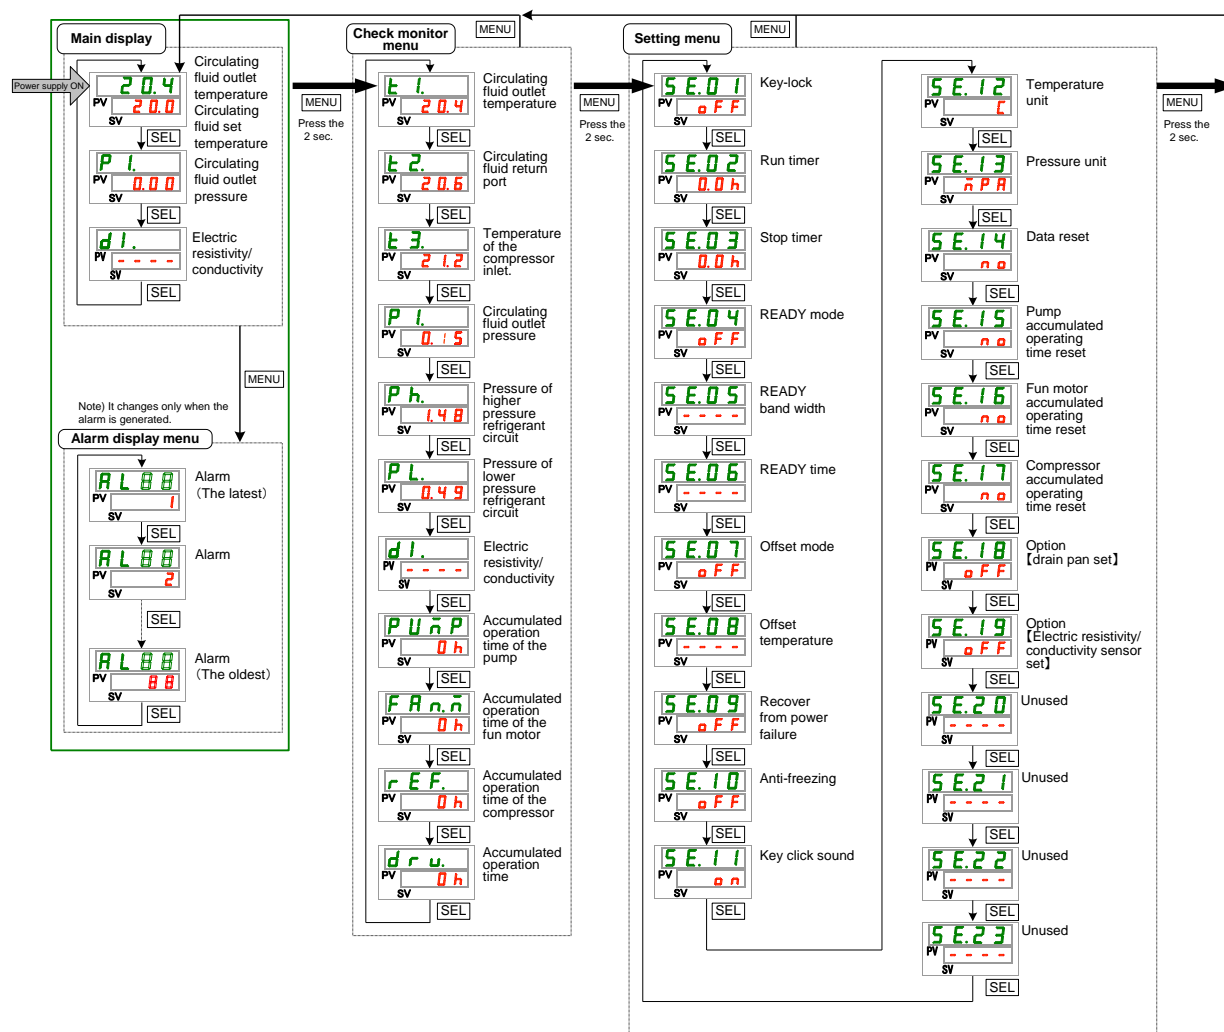 Power supply ON
Main display
20.4
PV
20.0
SV
Circulating
fluid outlet
temperature
Circulating
fluid set
temperature
SEL
P 1.
PV
0.00
SV
Circulating
fluid outlet
pressure
SEL
d1.
PV
----
SV
Electric
resistivity/
conductivity
SEL
MENU
Note) It changes only when the
alarm is generated.
Alarm display menu
AL88
PV
1
SV
Alarm
(The latest)
SEL
AL88
PV
2
SV
Alarm
SEL
AL88
PV
88
SV
Alarm
(The oldest)
SEL
MENU
Press the
2 sec.
MENU
Check monitor
menu
t 1.
PV
20.4
SV
Circulating
fluid outlet
temperature
SEL
t 2.
PV
20.6
SV
Circulating
fluid return
port
SEL
t 3.
PV
21.2
SV
Temperature
of the
compressor
inlet.
SEL
P 1.
PV
0.15
SV
Circulating
fluid outlet
pressure
SEL
Ph.
PV
1.48
SV
Pressure of
higher
pressure
refrigerant
circuit
SEL
PL.
PV
0.49
SV
Pressure of
lower
pressure
refrigerant
circuit
SEL
d1.
PV
----
SV
Electric
resistivity/
conductivity
SEL
PUm̄P
PV
0h
SV
Accumulated
operation
time of the
pump
SEL
FAn.m̄
PV
0h
SV
Accumulated
operation
time of the
fun motor
SEL
rEF.
PV
0h
SV
Accumulated
operation
time of the
compressor
SEL
dru.
PV
0h
SV
Accumulated
operation
time
SEL
MENU
Press the
2 sec.
MENU
Setting menu
SE.01
PV
oFF
SV
Key-lock
SEL
SE.02
PV
0.0h
SV
Run timer
SEL
SE.03
PV
0.0h
SV
Stop timer
SEL
SE.04
PV
oFF
SV
READY mode
SEL
SE.05
PV
----
SV
READY
band width
SEL
SE.06
PV
----
SV
READY time
SEL
SE.07
PV
oFF
SV
Offset mode
SEL
SE.08
PV
----
SV
Offset
temperature
SEL
SE.09
PV
oFF
SV
Recover
from power
failure
SEL
SE.10
PV
oFF
SV
Anti-freezing
SEL
SE.11
PV
on
SV
Key click sound
SEL
SE.12
PV
C
SV
Temperature
unit
SEL
SE.13
PV
m̄PA
SV
Pressure unit
SEL
SE.14
PV
no
SV
Data reset
SEL
SE.15
PV
no
SV
Pump
accumulated
operating
time reset
SEL
SE.16
PV
no
SV
Fun motor
accumulated
operating
time reset
SEL
SE.17
PV
no
SV
Compressor
accumulated
operating
time reset
SEL
SE.18
PV
oFF
SV
Option
【drain pan set】
SEL
SE.19
PV
oFF
SV
Option
【Electric resistivity/
conductivity sensor
set】
SEL
SE.20
PV
----
SV
Unused
SEL
SE.21
PV
----
SV
Unused
SEL
SE.22
PV
----
SV
Unused
SEL
SE.23
PV
----
SV
Unused
SEL
MENU
Press the
2 sec.